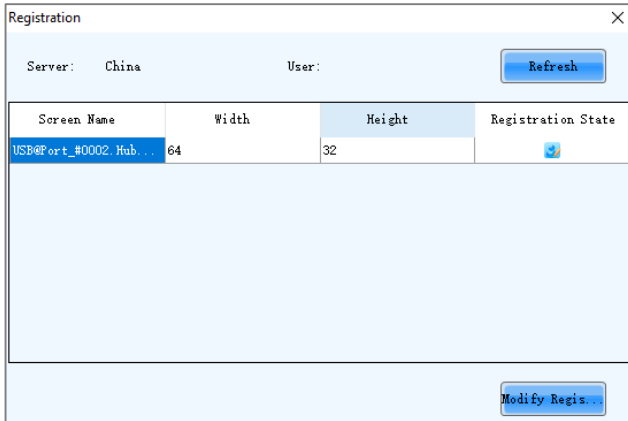 Registration
Server: China User: Refresh
Screen Name Width Height Registration State
USB@Port_#0002.Hub... 64 32
Modify Regis...